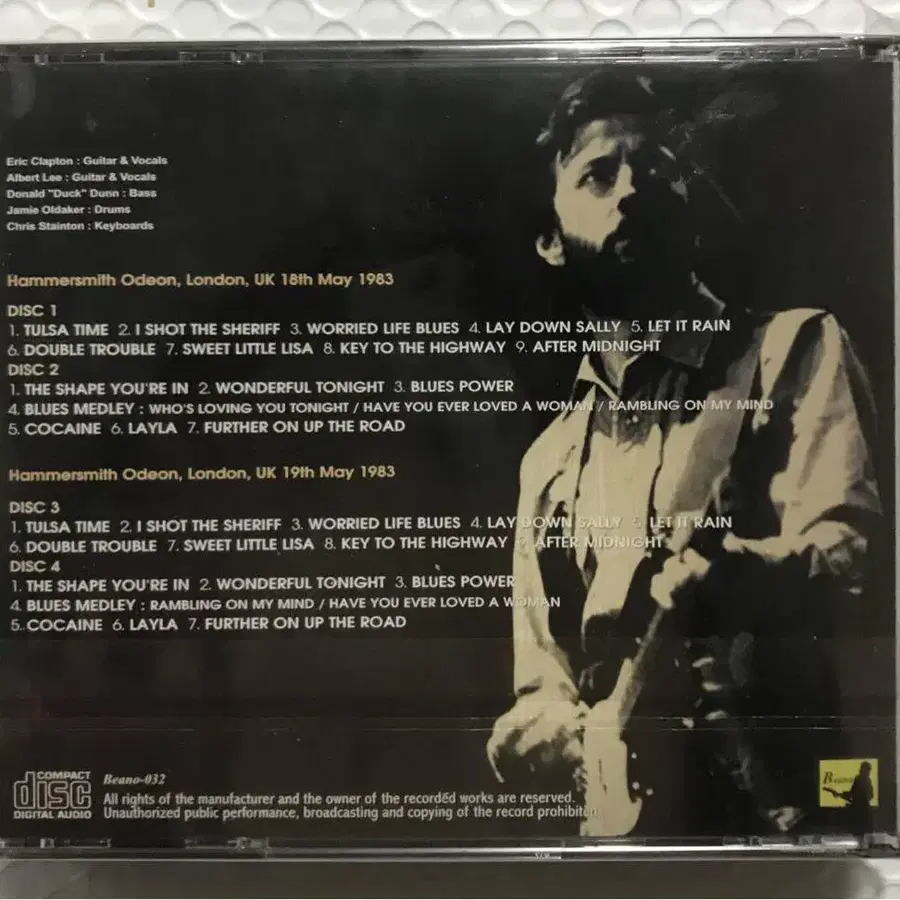 Eric Clapton : Guitar & Vocals
Albert Lee : Guitar & Vocals
Donald "Duck" Dunn : Bass
Jamie Oldaker : Drums
Chris Stainton : Keyboards
Hammersmith Odeon, London, UK 18th May 1983
DISC 1
1. TULSA TIME 2. I SHOT THE SHERIFF 3. WORRIED LIFE BLUES 4. LAY DOWN SALLY 5. LET IT RAIN
6. DOUBLE TROUBLE 7. SWEET LITTLE LISA 8. KEY TO THE HIGHWAY 9. AFTER MIDNIGHT
DISC 2
1. THE SHAPE YOU'RE IN 2. WONDERFUL TONIGHT 3. BLUES POWER
4. BLUES MEDLEY : WHO'S LOVING YOU TONIGHT / HAVE YOU EVER LOVED A WOMAN / RAMBLING ON MY MIND
5. COCAINE 6. LAYLA 7. FURTHER ON UP THE ROAD
Hammersmith Odeon, London, UK 19th May 1983
DISC 3
1. TULSA TIME 2. I SHOT THE SHERIFF 3. WORRIED LIFE BLUES 4. LAY DOWN SALLY 5. LET IT RAIN
6. DOUBLE TROUBLE 7. SWEET LITTLE LISA 8. KEY TO THE HIGHWAY 9. AFTER MIDNIGHT
DISC 4
1. THE SHAPE YOU'RE IN 2. WONDERFUL TONIGHT 3. BLUES POWER
4. BLUES MEDLEY : RAMBLING ON MY MIND / HAVE YOU EVER LOVED A WOMAN
5. COCAINE 6. LAYLA 7. FURTHER ON UP THE ROAD
COMPACT
disc
DIGITAL AUDIO
Beano-032
All rights of the manufacturer and the owner of the recorded works are reserved.
Unauthorized public performance, broadcasting and copying of the record prohibiten
Beano